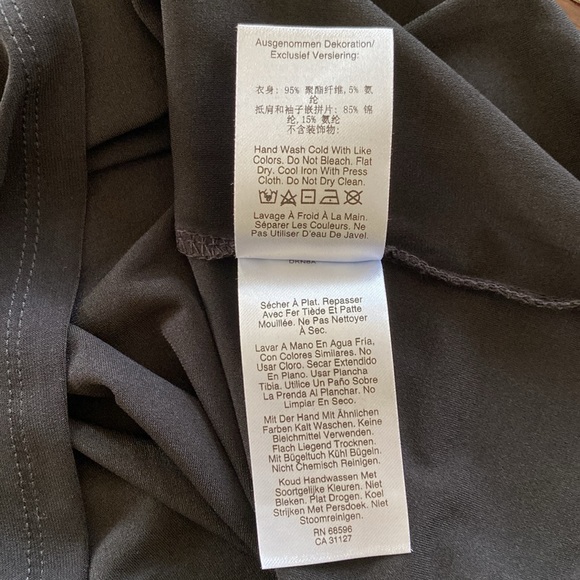 Ausgenommen Dekoration/
Exclusief Versiering:
衣身: 95% 聚酯纤维,5% 氨
纶
抵肩和袖子嵌拼片: 85% 锦
纶,15% 氨纶
不含装饰物:
Hand Wash Cold With Like
Colors. Do Not Bleach. Flat
Dry. Cool Iron With Press
Cloth. Do Not Dry Clean.
Lavage À Froid À La Main.
Séparer Les Couleurs. Ne
Pas Utiliser D'eau De Javel.
Sécher À Plat. Repasser
Avec Fer Tiède Et Patte
Mouillée. Ne Pas Nettoyer
À Sec.
Lavar A Mano En Agua Fria,
Con Colores Similares. No
Usar Cloro. Secar Extendido
En Plano. Usar Plancha
Tibia. Utilice Un Paño Sobre
La Prenda Al Planchar. No
Limpiar En Seco.
Mit Der Hand Mit Ähnlichen
Farben Kalt Waschen. Keine
Bleichmittel Verwenden.
Flach Liegend Trocknen.
Mit Bügeltuch Kühl Bügeln.
Nicht Chemisch Reinigen.
Koud Handwassen Met
Soortgelijke Kleuren. Niet
Bleken. Plat Drogen. Koel
Strijken Met Persdoek. Niet
Stoomreinigen.
RN 68596
CA 31127